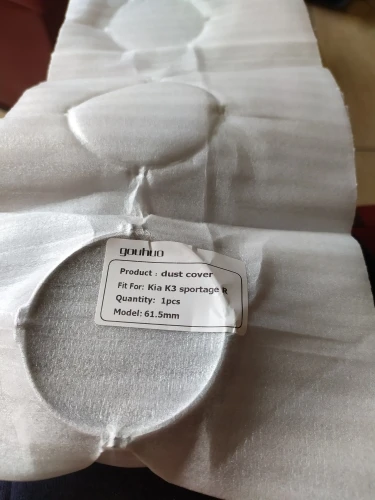 gouhuo
Product : dust cover
Fit For: Kia K3 sportage R
Quantity: 1pcs
Model: 61.5mm